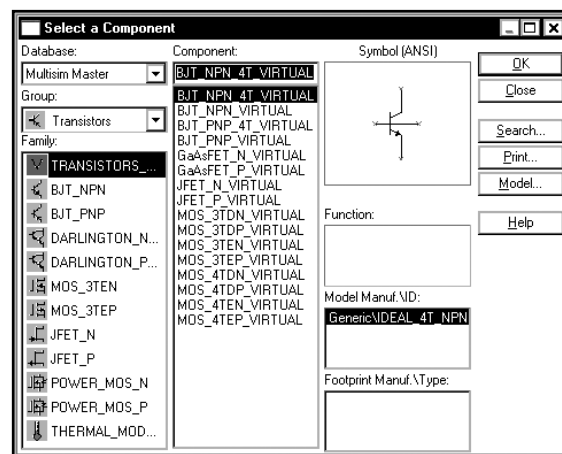 Select a Component
Database:
Multisim Master
Group:
Transistors
Family:
TRANSISTORS_...
BJT_NPN
BJT_PNP
DARLINGTON_N...
DARLINGTON_P...
MOS_3TEN
MOS_3TEP
JFET_N
JFET_P
POWER_MOS_N
POWER_MOS_P
THERMAL_MOD...
Component:
BJT_NPN_4T_VIRTUAL
BJT_NPN_4T_VIRTUAL
BJT_NPN_VIRTUAL
BJT_PNP_4T_VIRTUAL
BJT_PNP_VIRTUAL
GaAsFET_N_VIRTUAL
GaAsFET_P_VIRTUAL
JFET_N_VIRTUAL
JFET_P_VIRTUAL
MOS_3TDN_VIRTUAL
MOS_3TDP_VIRTUAL
MOS_3TEN_VIRTUAL
MOS_3TEP_VIRTUAL
MOS_4TDN_VIRTUAL
MOS_4TDP_VIRTUAL
MOS_4TEN_VIRTUAL
MOS_4TEP_VIRTUAL
Symbol (ANSI)
Function:
Model Manuf.\ID:
Generic\IDEAL_4T_NPN
Footprint Manuf.\Type:
OK
Close
Search...
Print...
Model...
Help